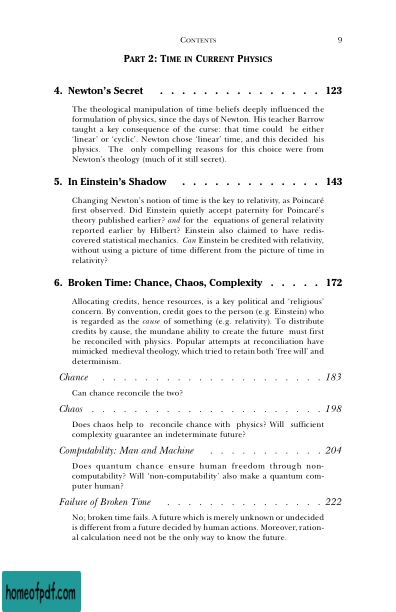 CONTENTS 9
PART 2: TIME IN CURRENT PHYSICS
4. Newton's Secret . . . . . . . . . . . . . . . 123
The theological manipulation of time beliefs deeply influenced the
formulation of physics, since the days of Newton. His teacher Barrow
taught a key consequence of the curse: that time could be either
'linear' or 'cyclic'. Newton chose 'linear' time, and this decided his
physics. The only compelling reasons for this choice were from
Newton's theology (much of it still secret).
5. In Einstein's Shadow . . . . . . . . . . . . . 143
Changing Newton's notion of time is the key to relativity, as Poincaré
first observed. Did Einstein quietly accept paternity for Poincaré's
theory published earlier? and for the equations of general relativity
reported earlier by Hilbert? Einstein also claimed to have redis-
covered statistical mechanics. Can Einstein be credited with relativity,
without using a picture of time different from the picture of time in
relativity?
6. Broken Time: Chance, Chaos, Complexity . . . . . 172
Allocating credits, hence resources, is a key political and 'religious'
concern. By convention, credit goes to the person (e.g. Einstein) who
is regarded as the cause of something (e.g. relativity). To distribute
credits by cause, the mundane ability to create the future must first
be reconciled with physics. Popular attempts at reconciliation have
mimicked medieval theology, which tried to retain both 'free will' and
determinism.
Chance . . . . . . . . . . . . . . . . . . . . 183
Can chance reconcile the two?
Chaos . . . . . . . . . . . . . . . . . . . . . 198
Does chaos help to reconcile chance with physics? Will sufficient
complexity guarantee an indeterminate future?
Computability: Man and Machine . . . . . . . . . . 204
Does quantum chance ensure human freedom through non-
computability? Will 'non-computability' also make a quantum com-
puter human?
Failure of Broken Time . . . . . . . . . . . . . . 222
No; broken time fails. A future which is merely unknown or undecided
is different from a future decided by human actions. Moreover, ration-
al calculation need not be the only way to know the future.
homeofpdf.com